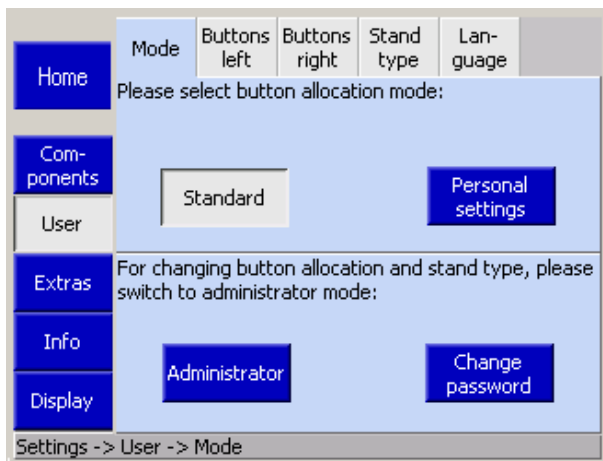 Home
Mode
Buttons
left
Buttons
right
Stand
type
Lan-
guage
Please select button allocation mode:
Com-
ponents
User
Extras
Info
Display
Standard
Personal
settings
For changing button allocation and stand type, please
switch to administrator mode:
Administrator
Change
password
Settings -> User -> Mode